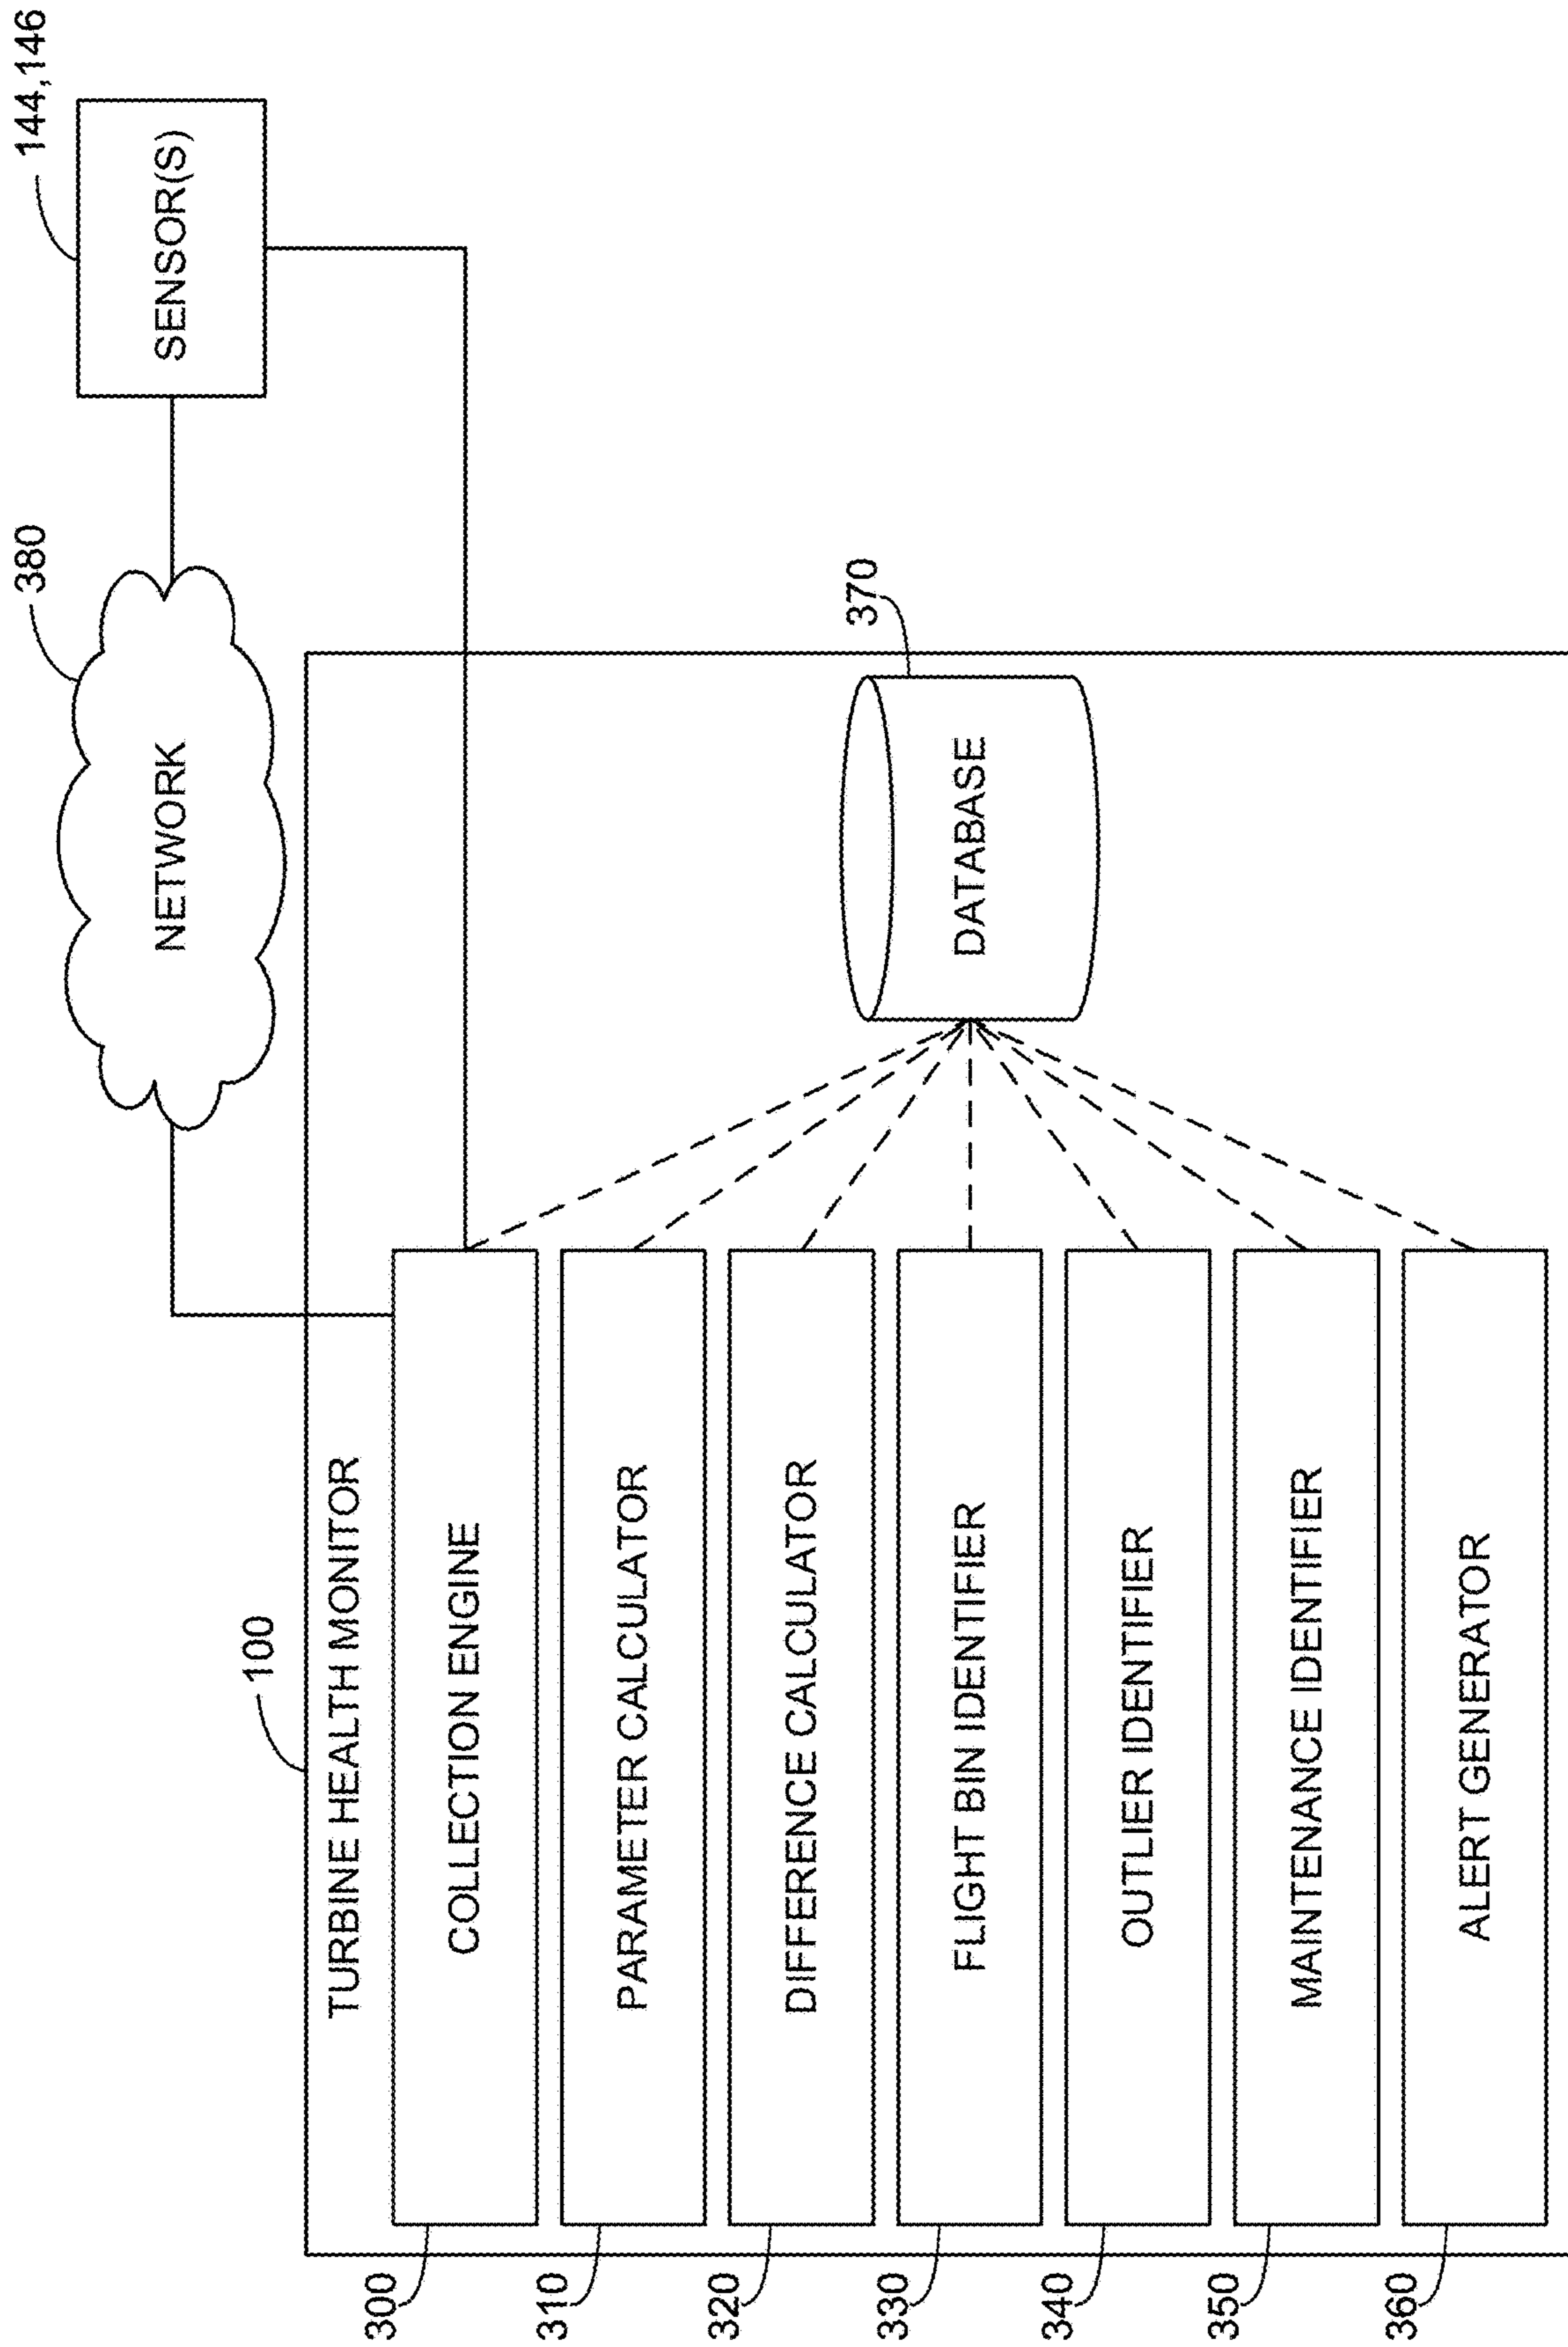 144,146
SENSOR(S)
380
NETWORK
100
TURBINE HEALTH MONITOR
370
DATABASE
300
COLLECTION ENGINE
310
PARAMETER CALCULATOR
320
DIFFERENCE CALCULATOR
330
FLIGHT BIN IDENTIFIER
340
OUTLIER IDENTIFIER
350
MAINTENANCE IDENTIFIER
360
ALERT GENERATOR